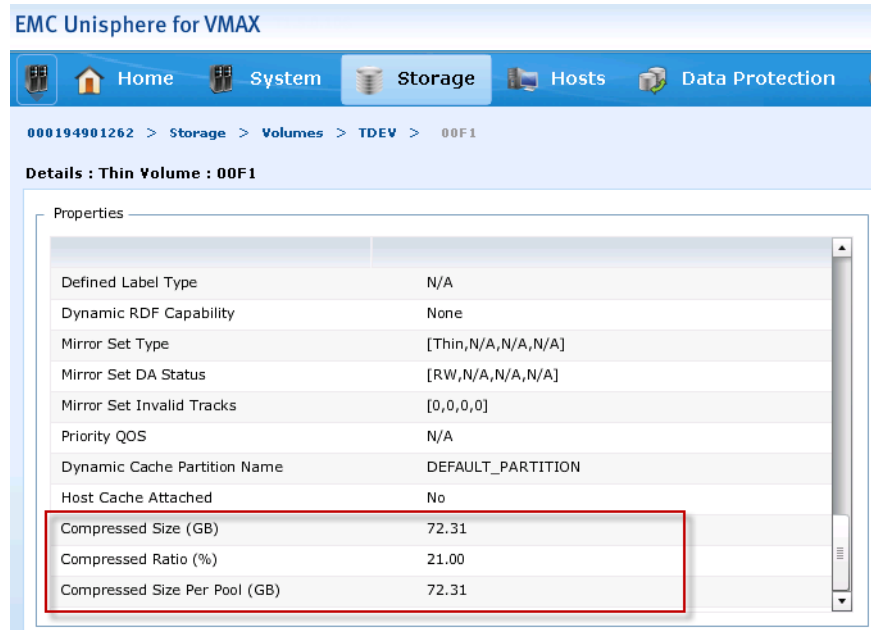 EMC Unisphere for VMAX
Home System Storage Hosts Data Protection
000194901262 > Storage > Volumes > TDEV > 00F1
Details : Thin Volume : 00F1
Properties
Defined Label Type N/A
Dynamic RDF Capability None
Mirror Set Type [Thin,N/A,N/A,N/A]
Mirror Set DA Status [RW,N/A,N/A,N/A]
Mirror Set Invalid Tracks [0,0,0,0]
Priority QOS N/A
Dynamic Cache Partition Name DEFAULT_PARTITION
Host Cache Attached No
Compressed Size (GB) 72.31
Compressed Ratio (%) 21.00
Compressed Size Per Pool (GB) 72.31